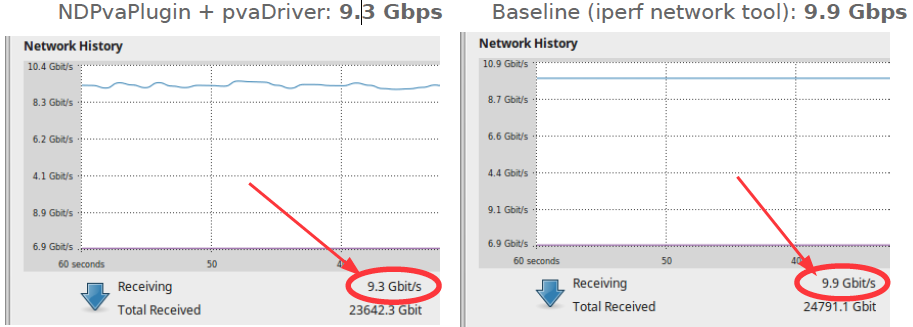 NDPvaPlugin + pvaDriver: 9.3 Gbps
Network History
10.4 Gbit/s
8.3 Gbit/s
6.2 Gbit/s
4.1 Gbit/s
8.9 Gbit/s
6.9 Gbit/s
60 seconds 50
Receiving 9.3 Gbit/s
Total Received 23642.3 Gbit
Baseline (iperf network tool): 9.9 Gbps
Network History
10.9 Gbit/s
8.7 Gbit/s
6.6 Gbit/s
4.4 Gbit/s
9.1 Gbit/s
6.9 Gbit/s
60 seconds 50
Receiving 9.9 Gbit/s
Total Received 24791.1 Gbit